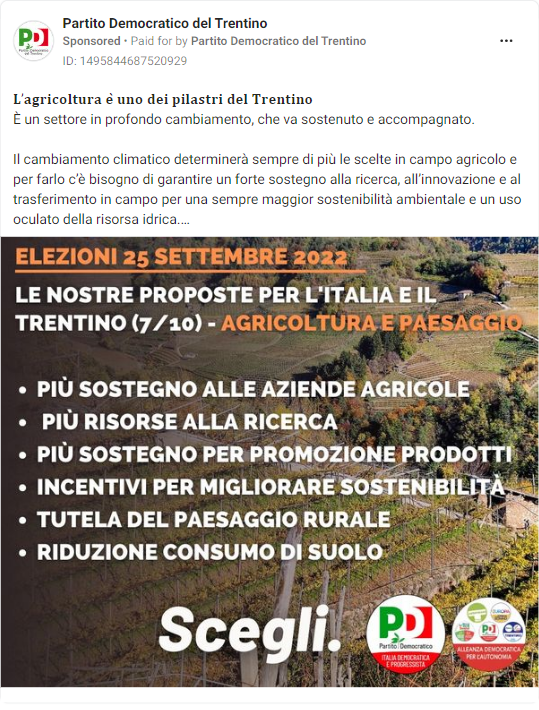 Partito Democratico del Trentino
Sponsored • Paid for by Partito Democratico del Trentino
ID: 1495844687520929
L'agricoltura è uno dei pilastri del Trentino
È un settore in profondo cambiamento, che va sostenuto e accompagnato.
Il cambiamento climatico determinerà sempre di più le scelte in campo agricolo e
per farlo c'è bisogno di garantire un forte sostegno alla ricerca, all'innovazione e al
trasferimento in campo per una sempre maggior sostenibilità ambientale e un uso
oculato della risorsa idrica....
ELEZIONI 25 SETTEMBRE 2022
LE NOSTRE PROPOSTE PER L'ITALIA E IL
TRENTINO (7/10) - AGRICOLTURA E PAESAGGIO
• PIÙ SOSTEGNO ALLE AZIENDE AGRICOLE
• PIÙ RISORSE ALLA RICERCA
• PIÙ SOSTEGNO PER PROMOZIONE PRODOTTI
• INCENTIVI PER MIGLIORARE SOSTENIBILITÀ
• TUTELA DEL PAESAGGIO RURALE
• RIDUZIONE CONSUMO DI SUOLO
Scegli.
PD
Partito Democratico
ITALIA DEMOCRATICA
E PROGRESSISTA
PD
ALLEANZA DEMOCRATICA
PER L'AUTONOMIA